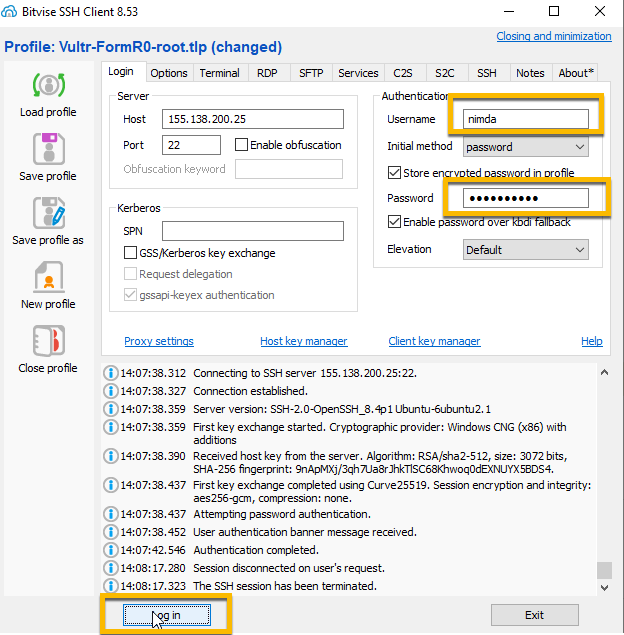 Bitvise SSH Client 8.53
Profile: Vultr-FormR0-root.tlp (changed)
Closing and minimization
Load profile
Save profile
Save profile as
New profile
Close profile
Login Options Terminal RDP SFTP Services C2S S2C SSH Notes About*
Server
Host 155.138.200.25
Port 22 Enable obfuscation
Obfuscation keyword
Kerberos
SPN
GSS/Kerberos key exchange
Request delegation
gssapi-keyex authentication
Authentication
Username nimda
Initial method password
Store encrypted password in profile
Password ●●●●●●●●●●
Enable password over kbdi fallback
Elevation Default
Proxy settings Host key manager Client key manager Help
14:07:38.312 Connecting to SSH server 155.138.200.25:22.
14:07:38.327 Connection established.
14:07:38.359 Server version: SSH-2.0-OpenSSH_8.4p1 Ubuntu-6ubuntu2.1
14:07:38.359 First key exchange started. Cryptographic provider: Windows CNG (x86) with
additions
14:07:38.390 Received host key from the server. Algorithm: RSA/sha2-512, size: 3072 bits,
SHA-256 fingerprint: 9nApMXj/3qh7Ua8rJhkTlSC68Khwoq0dEXNUYX5BDS4.
14:07:38.437 First key exchange completed using Curve25519. Session encryption and integrity:
aes256-gcm, compression: none.
14:07:38.437 Attempting password authentication.
14:07:38.452 User authentication banner message received.
14:07:42.546 Authentication completed.
14:08:17.280 Session disconnected on user's request.
14:08:17.323 The SSH session has been terminated.
Log in Exit